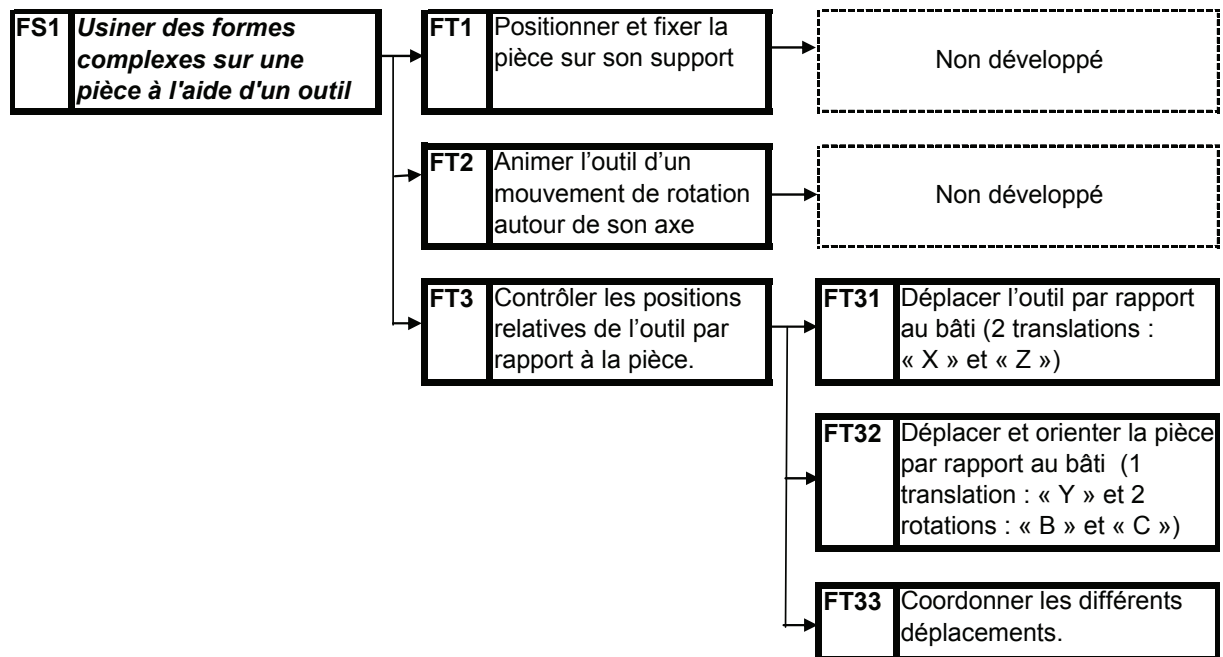 FS1 Usiner des formes
complexes sur une
pièce à l'aide d'un outil
FT1 Positionner et fixer la
pièce sur son support
Non développé
FT2 Animer l’outil d’un
mouvement de rotation
autour de son axe
Non développé
FT3 Contrôler les positions
relatives de l’outil par
rapport à la pièce.
FT31 Déplacer l’outil par rapport
au bâti (2 translations :
« X » et « Z »)
FT32 Déplacer et orienter la pièce
par rapport au bâti (1
translation : « Y » et 2
rotations : « B » et « C »)
FT33 Coordonner les différents
déplacements.